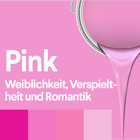 Pink
Weiblichkeit, Verspielt-
heit und Romantik